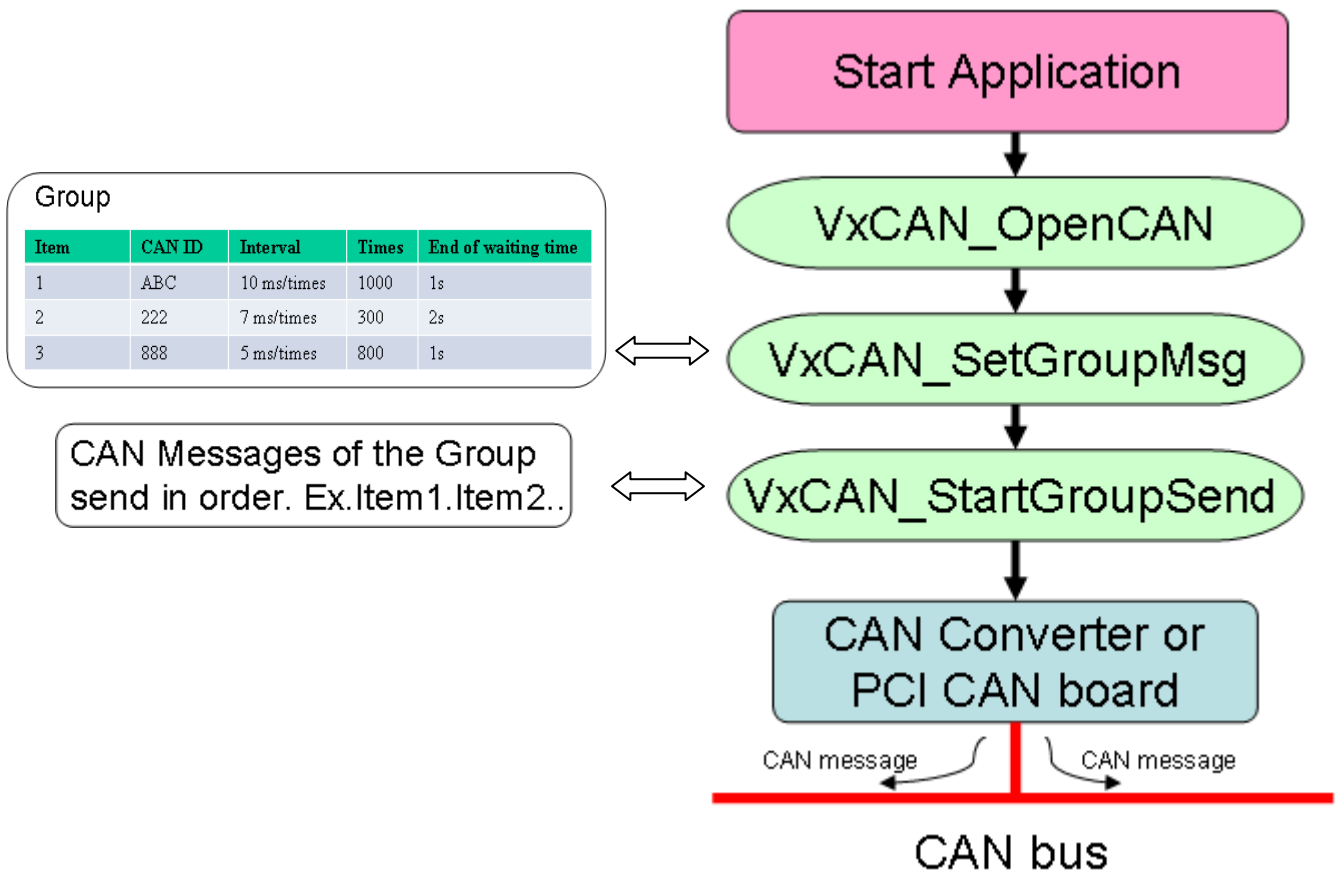 Start Application
VxCAN_OpenCAN
Group
Item CAN ID Interval Times End of waiting time
1 ABC 10 ms/times 1000 1s
2 222 7 ms/times 300 2s
3 888 5 ms/times 800 1s
VxCAN_SetGroupMsg
CAN Messages of the Group
send in order. Ex.Item1.Item2..
VxCAN_StartGroupSend
CAN Converter or
PCI CAN board
CAN message
CAN message
CAN bus